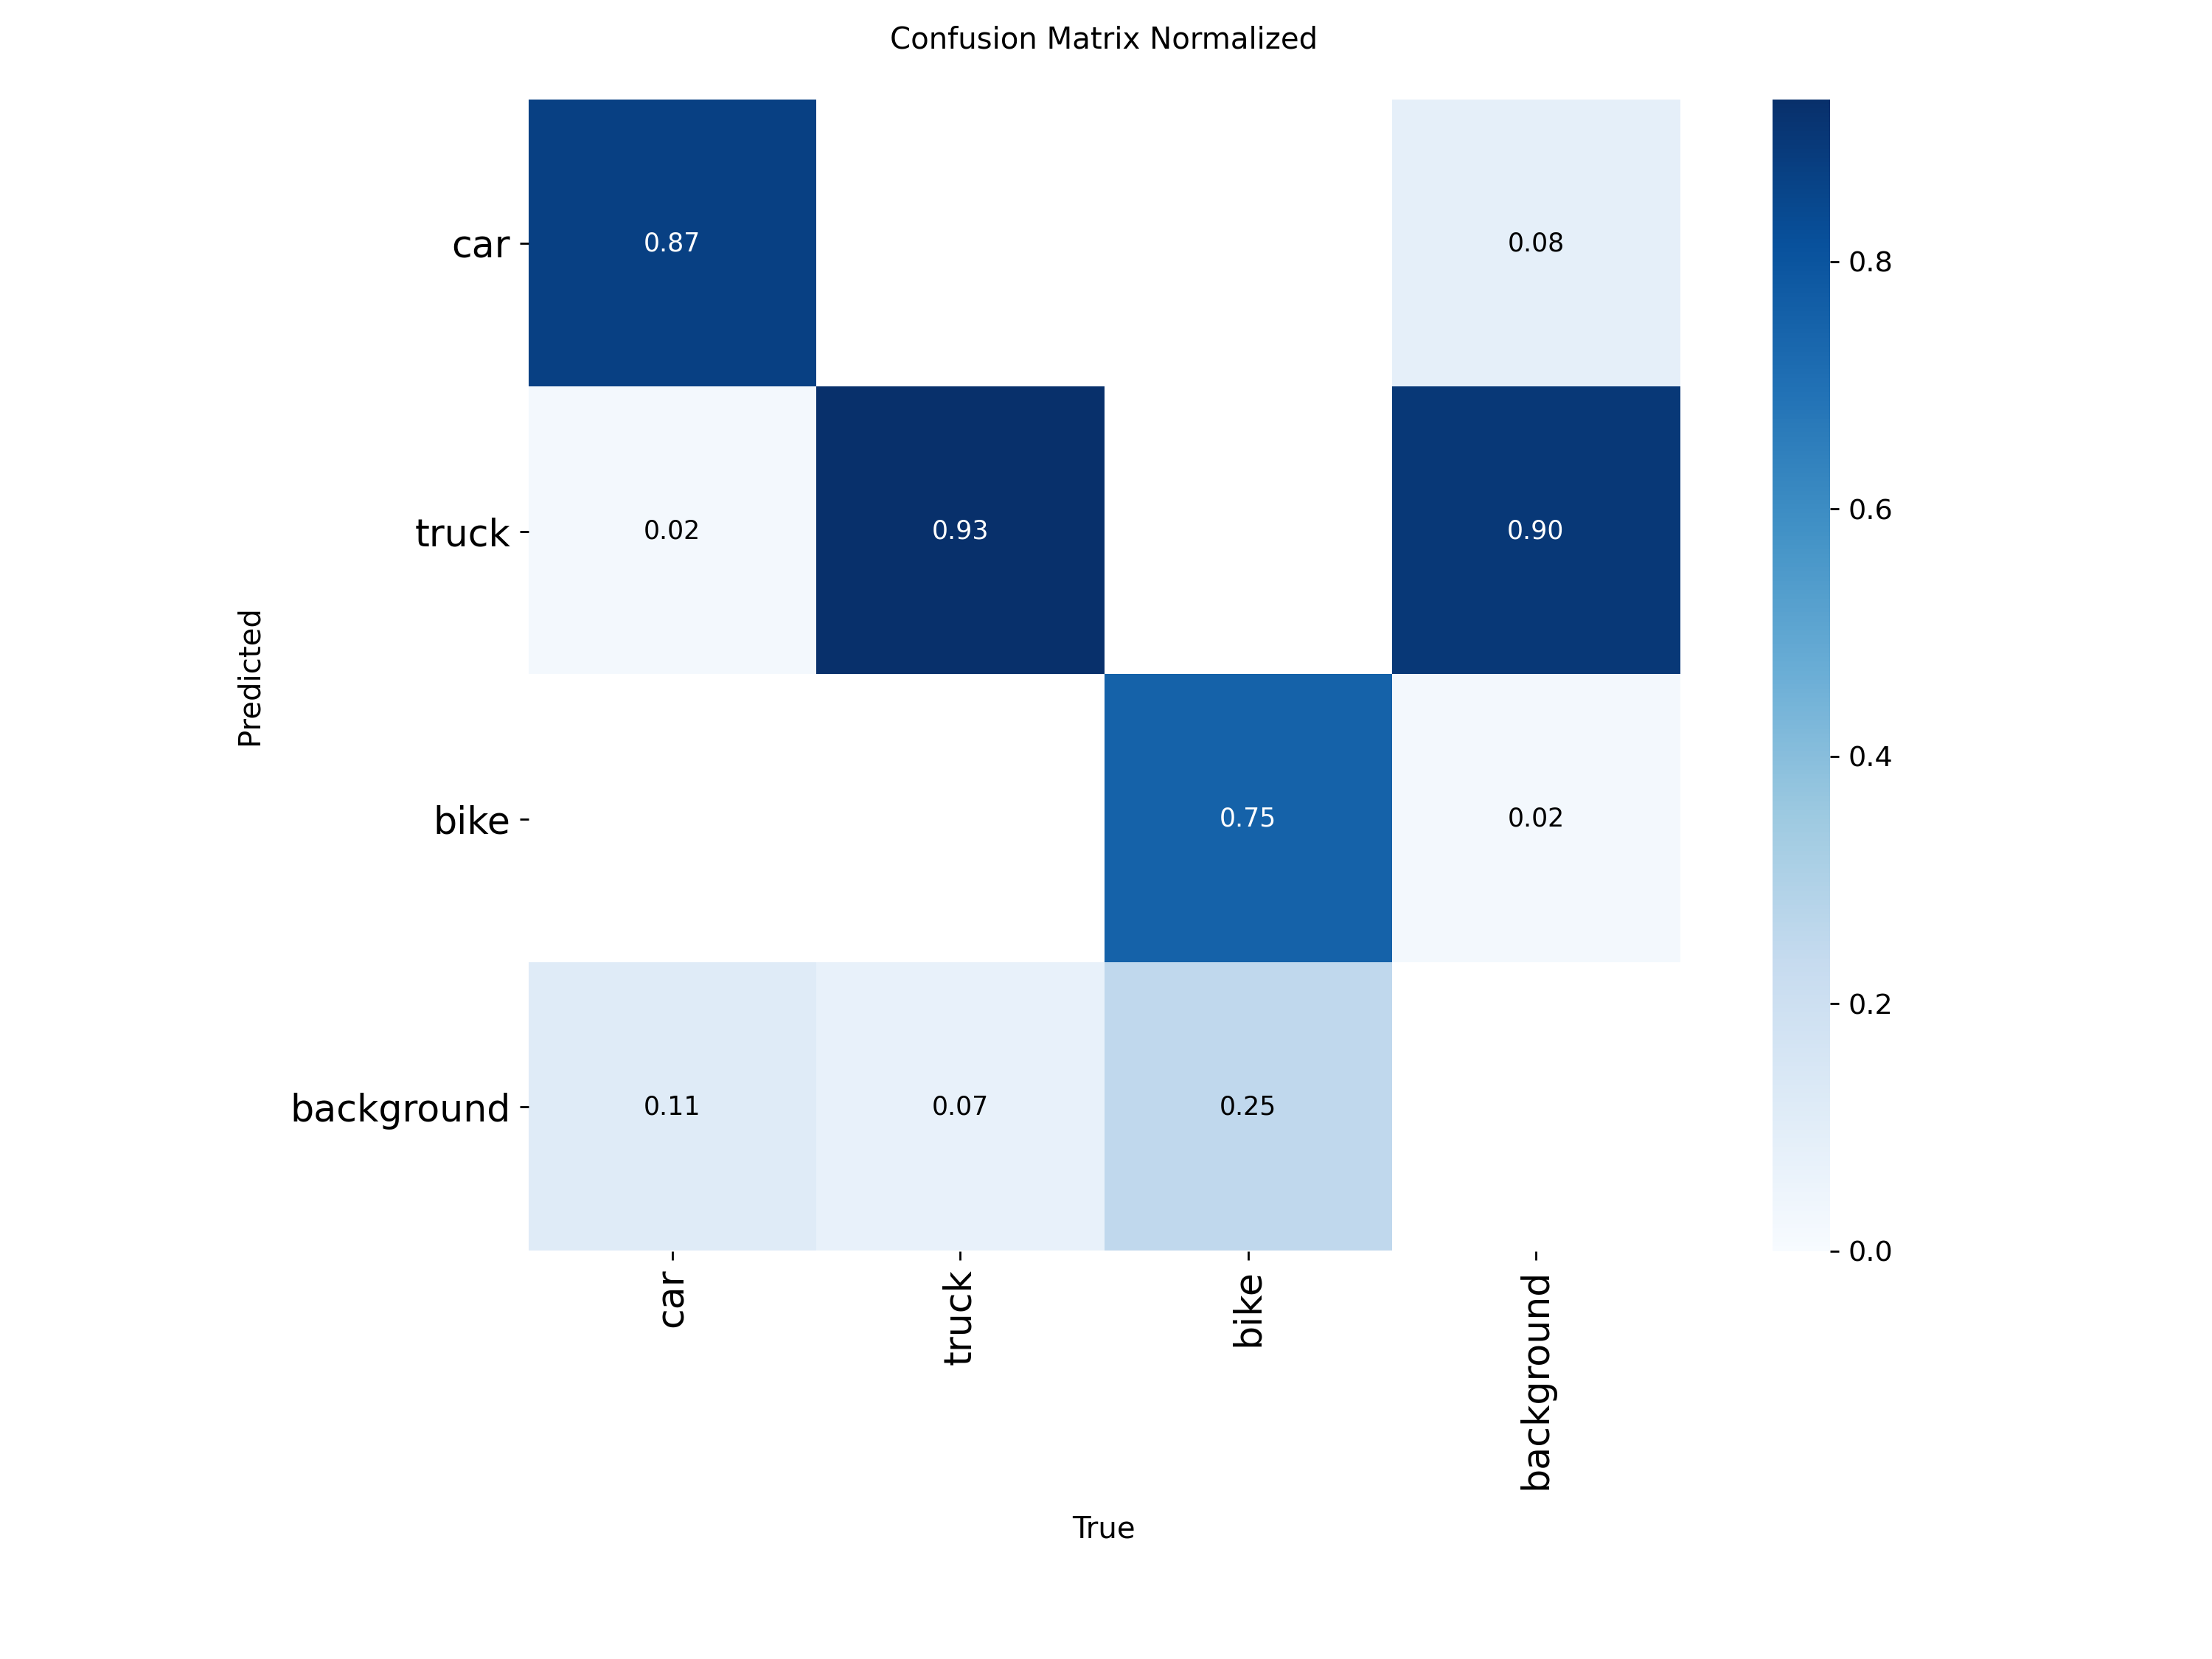 Confusion Matrix Normalized
car
0.87
0.08
0.8
truck
0.02
0.93
0.90
0.6
Predicted
bike
0.75
0.02
0.4
background
0.11
0.07
0.25
0.2
0.0
car
truck
bike
background
True